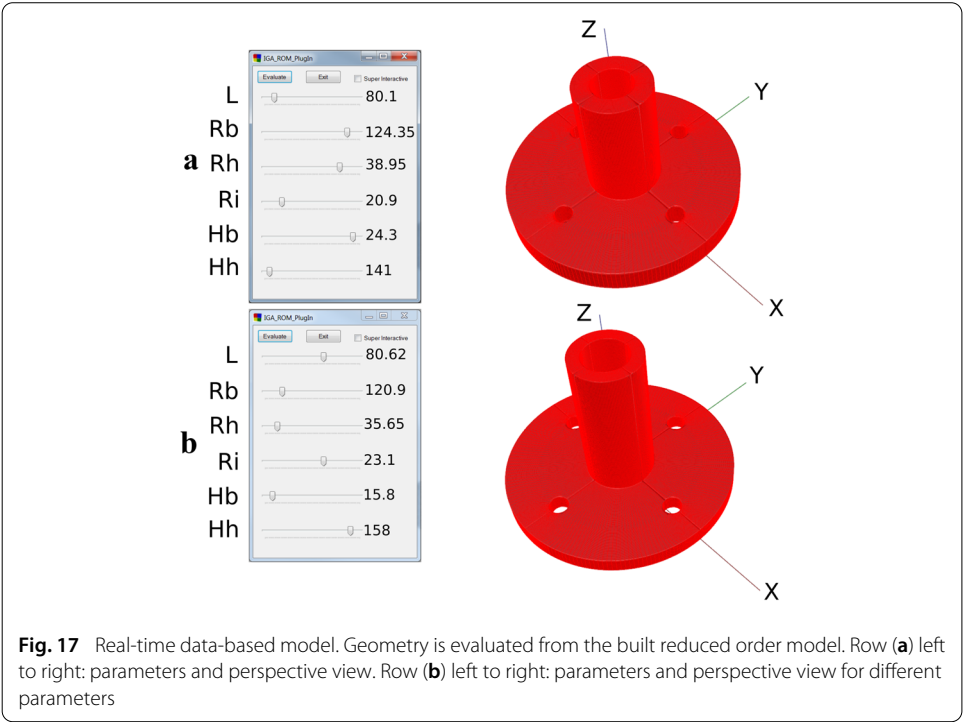 IGA_ROM_PlugIn
Evaluate Exit Super Interactive
L 80.1
Rb 124.35
a Rh 38.95
Ri 20.9
Hb 24.3
Hh 141
Z
Y
X
IGA_ROM_PlugIn
Evaluate Exit Super Interactive
L 80.62
Rb 120.9
Rh 35.65
b
Ri 23.1
Hb 15.8
Hh 158
Z
Y
X
Fig. 17 Real-time data-based model. Geometry is evaluated from the built reduced order model. Row (a) left
to right: parameters and perspective view. Row (b) left to right: parameters and perspective view for different
parameters